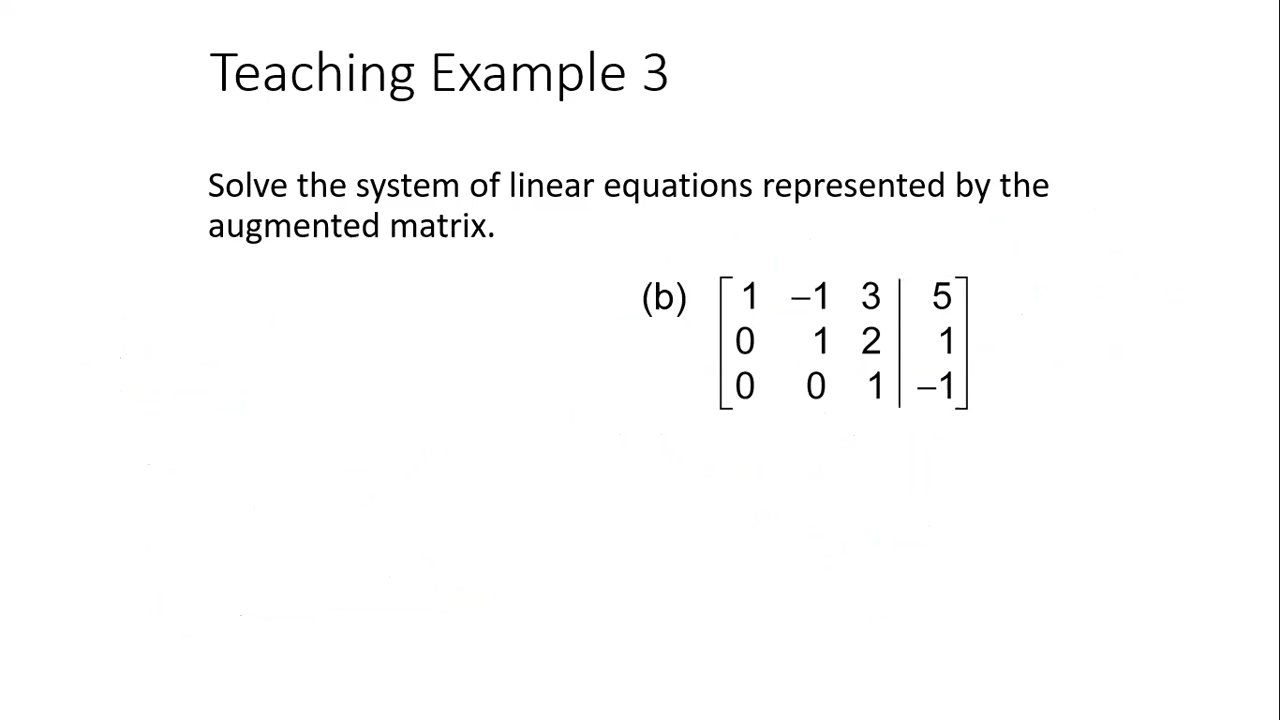 Teaching Example 3
Solve the system of linear equations represented by the
augmented matrix.
(b) 1 –1 3 5
0 1 2 1
0 0 1 –1